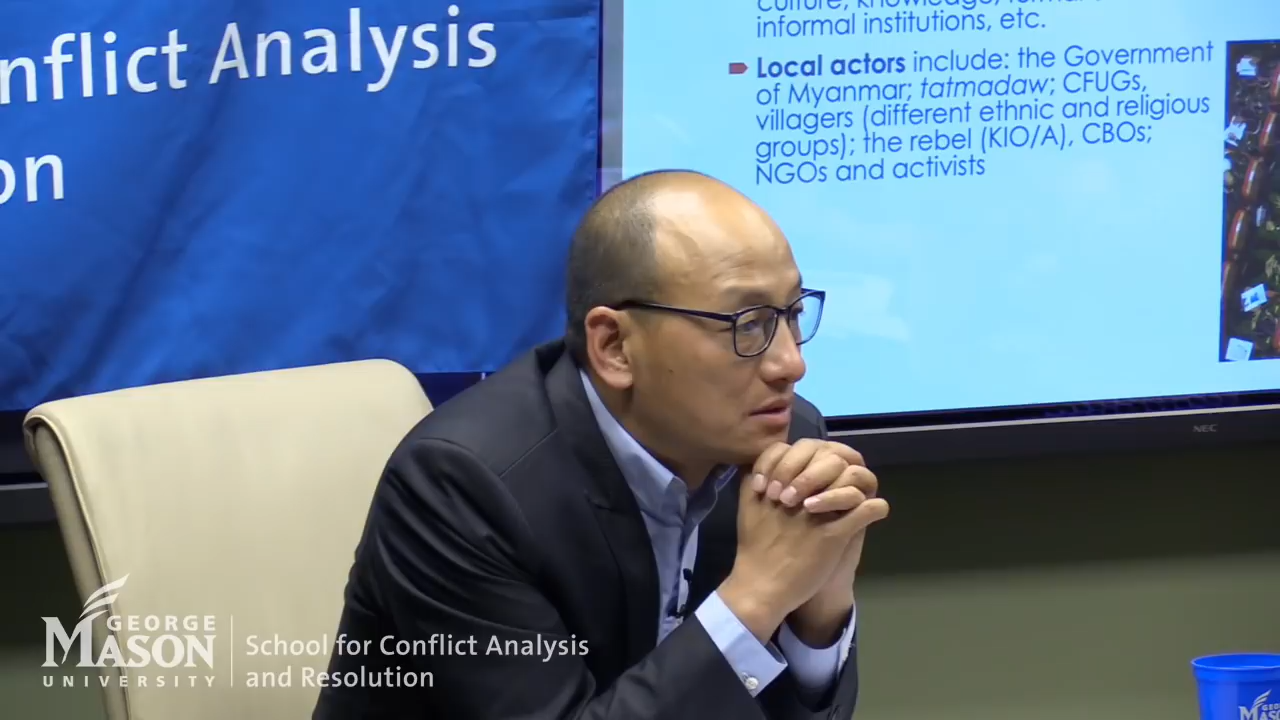 nflict Analysis
on
informal institutions, etc.
Local actors include: the Government
of Myanmar; tatmadaw; CFUGs,
villagers (different ethnic and religious
groups); the rebel (KIO/A), CBOs;
NGOs and activists
NEC
GEORGE
MASON
UNIVERSITY
School for Conflict Analysis
and Resolution